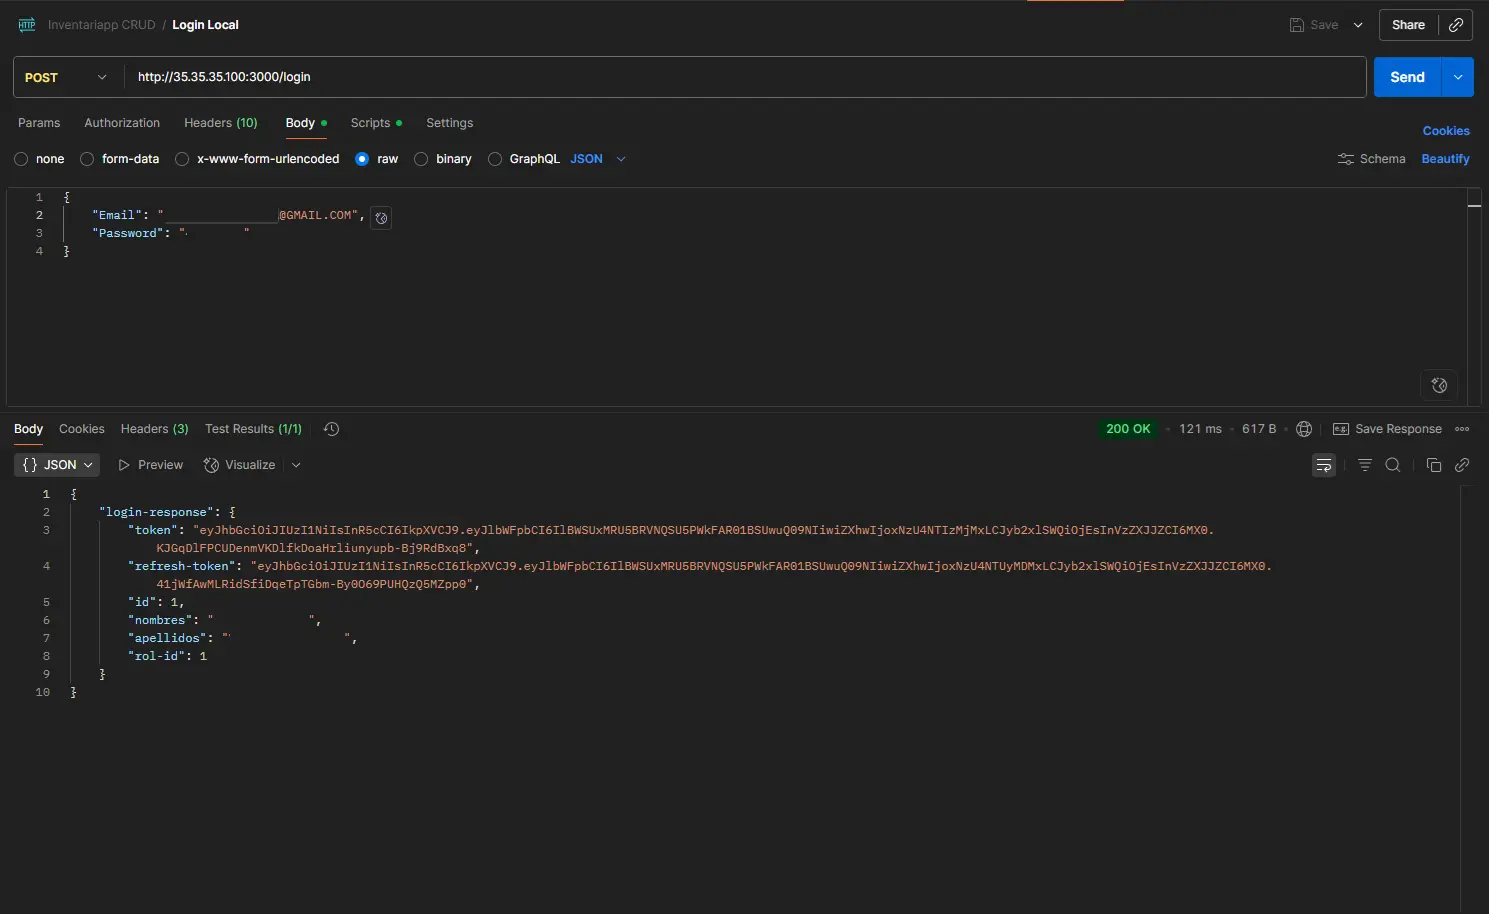 Inventariapp CRUD / Login Local
Save
Share
POST
http://35.35.35.100:3000/login
Send
Params
Authorization
Headers (10)
Body
Scripts
Settings
Cookies
none
form-data
x-www-form-urlencoded
raw
binary
GraphQL
JSON
Schema
Beautify
1 {
2 "Email": " @GMAIL.COM",
3 "Password": " "
4 }
Body
Cookies
Headers (3)
Test Results (1/1)
200 OK
121 ms
617 B
Save Response
{} JSON
Preview
Visualize
1 {
2 "login-response": {
3 "token": "eyJhbGciOiJIUzI1NiIsInR5cCI6IkpXVCJ9.eyJlbWFpbCI6IlBWSUxMRU5BRVNQSU5PWkFAR01BSUwuQ09NIiwiZXhwIjoxNzU4NTIzMjMxLCJyb2xlSWQiOjEsInVzZXJJZCI6MX0.
KJGqDlFPCUDenmVKDlfkDoaHrliunyupb-Bj9RdBxq8",
4 "refresh-token": "eyJhbGciOiJIUzI1NiIsInR5cCI6IkpXVCJ9.eyJlbWFpbCI6IlBWSUxMRU5BRVNQSU5PWkFAR01BSUwuQ09NIiwiZXhwIjoxNzU4NTUyMDMxLCJyb2xlSWQiOjEsInVzZXJJZCI6MX0.
41jWfAwMLRidSfiDqeTpTGbm-By0O69PUHQzQ5MZpp0",
5 "id": 1,
6 "nombres": " ",
7 "apellidos": " ",
8 "rol-id": 1
9 }
10 }